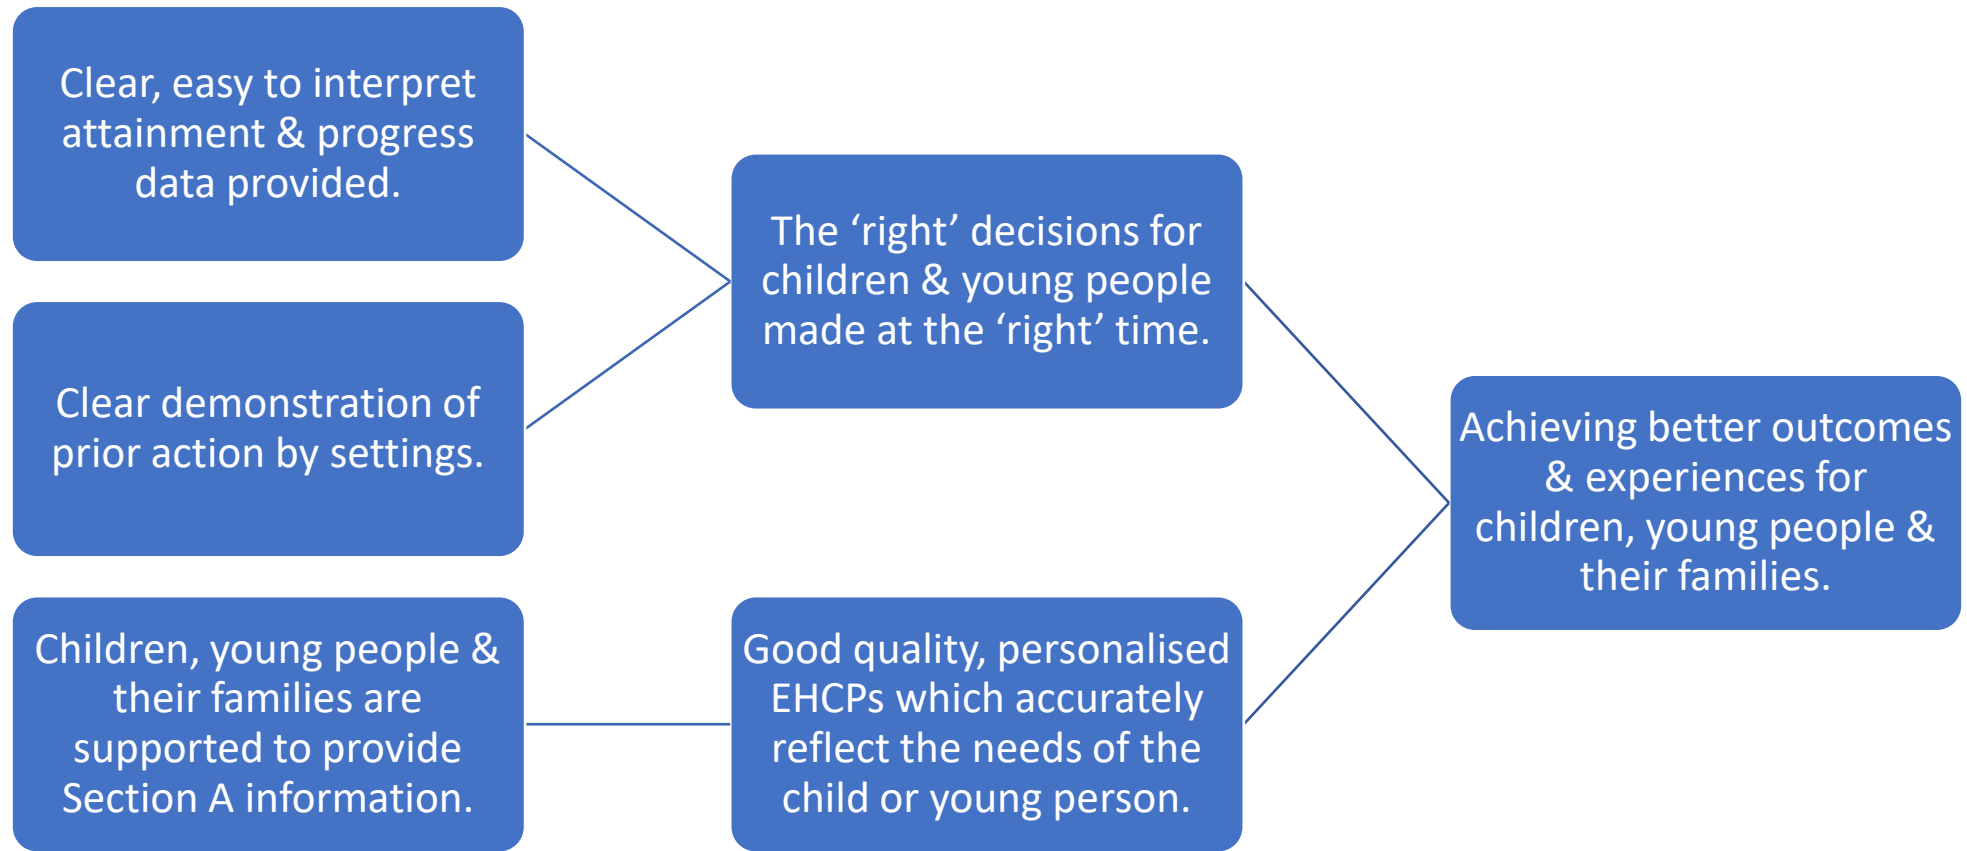 Clear, easy to interpret
attainment & progress
data provided.
Clear demonstration of
prior action by settings.
Children, young people &
their families are
supported to provide
Section A information.
The ‘right’ decisions for
children & young people
made at the ‘right’ time.
Good quality, personalised
EHCPs which accurately
reflect the needs of the
child or young person.
Achieving better outcomes
& experiences for
children, young people &
their families.